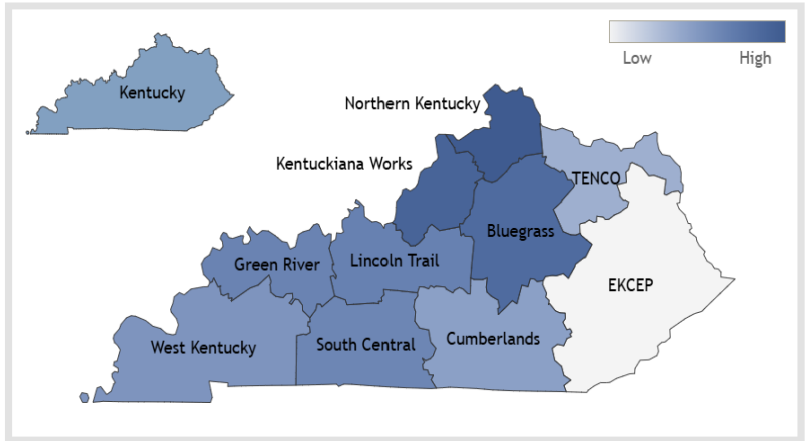 Low High
Kentucky
Northern Kentucky
Kentuckiana Works
TENCO
Bluegrass
Green River
Lincoln Trail
EKCEP
West Kentucky
South Central
Cumberlands